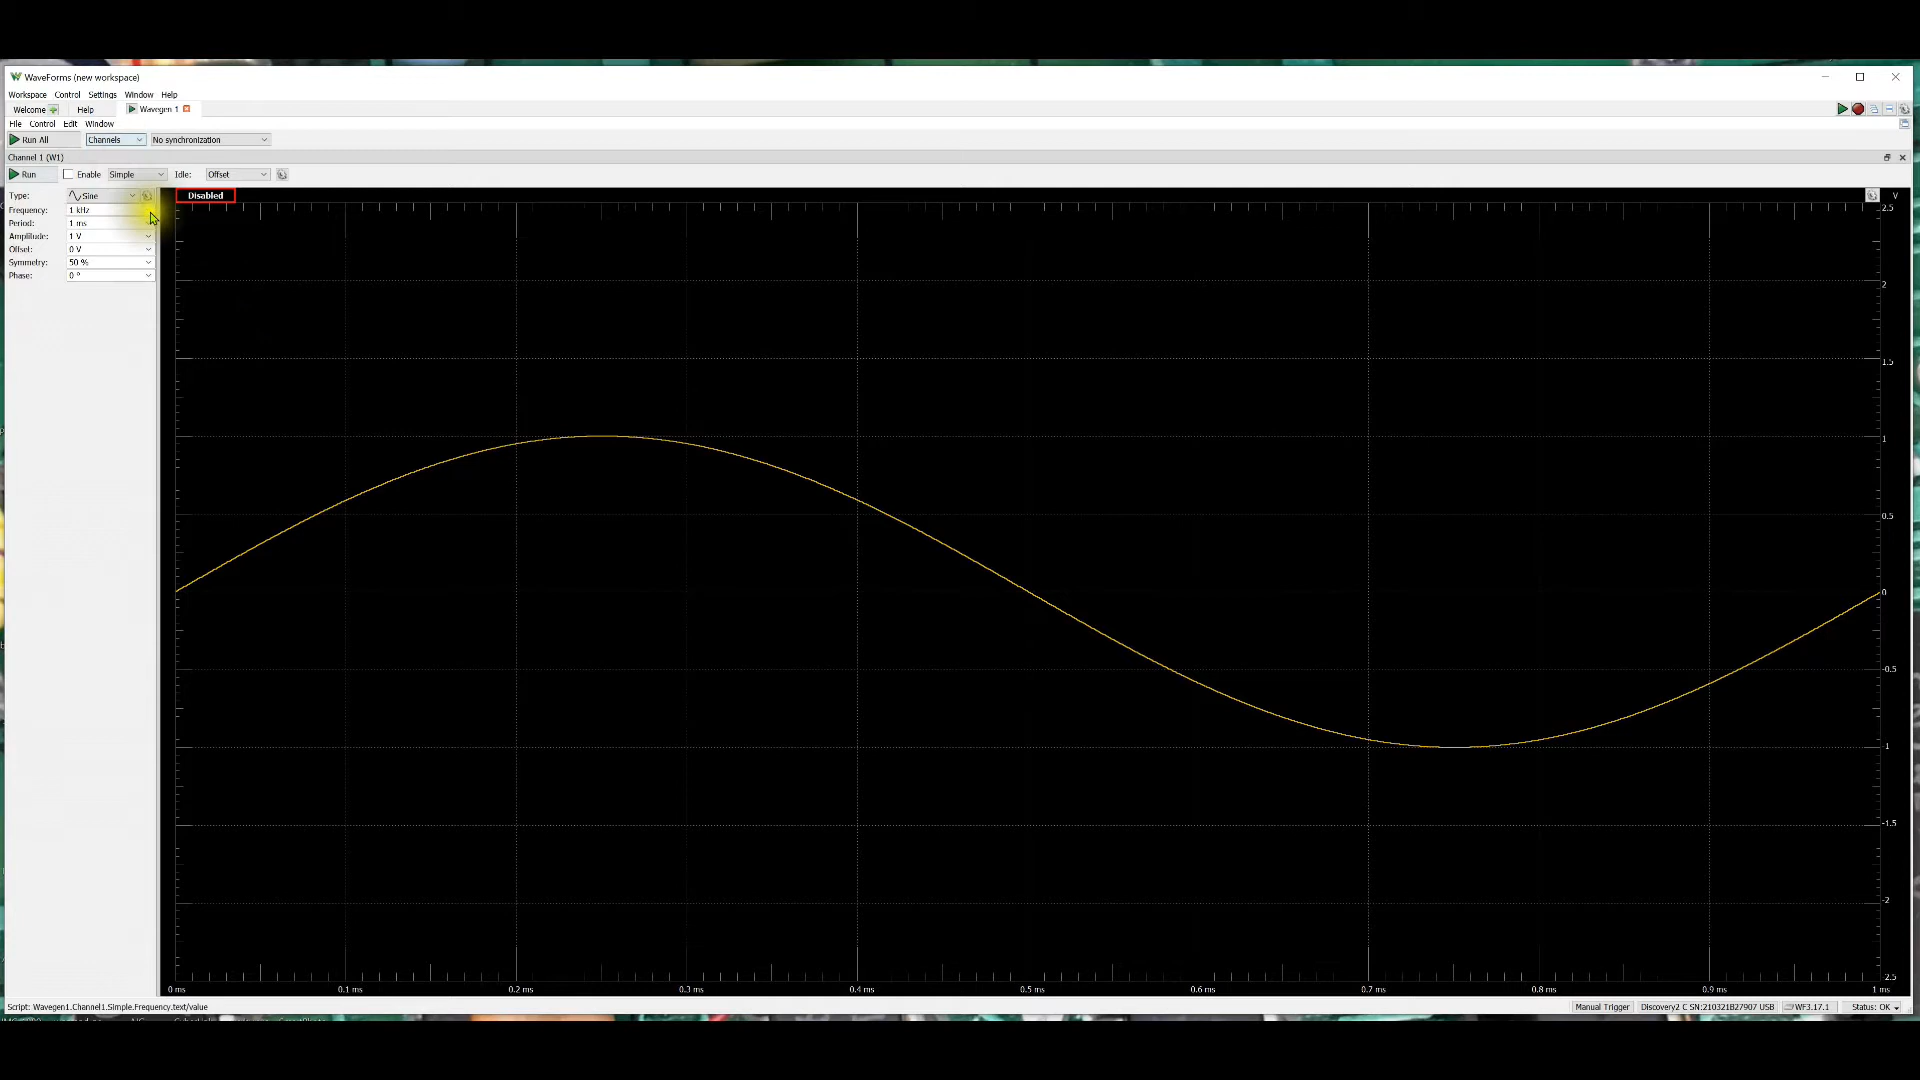 WaveForms (new workspace)
Workspace Control Settings Window Help
Welcome Help Wavegen 1
File Control Edit Window
Run All Channels No synchronization
Channel 1 (W1)
Run Enable Simple Idle: Offset
Type: Sine
Disabled
V
Frequency: 1 kHz
Period: 1 ms
Amplitude: 1 V
Offset: 0 V
Symmetry: 50 %
Phase: 0 °
2.5
2
1.5
1
0.5
0
-0.5
-1
-1.5
-2
2.5
0 ms 0.1 ms 0.2 ms 0.3 ms 0.4 ms 0.5 ms 0.6 ms 0.7 ms 0.8 ms 0.9 ms 1 ms
Script: Wavegen1.Channel1.Simple.Frequency.text/value
Manual Trigger Discovery2 C SN:210321B27907 USB WF3.17.1 Status: OK